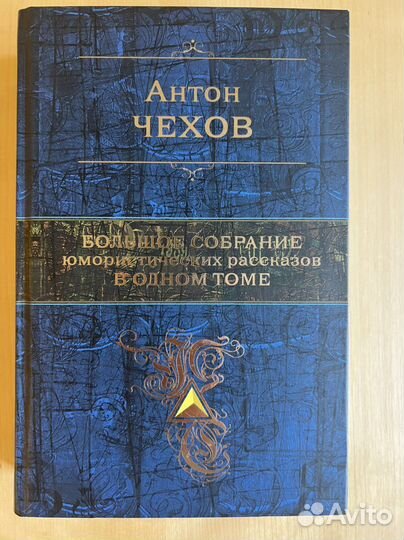 Антон
ЧЕХОВ
БОЛЬШОЕ СОБРАНИЕ
юмористических рассказов
В ОДНОМ ТОМЕ
Avito